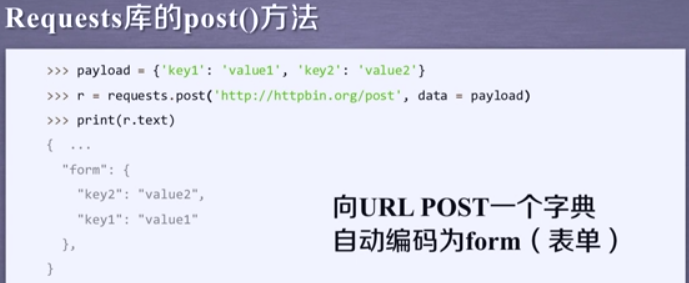 Requests库的post()方法
>>> payload = {'key1': 'value1', 'key2': 'value2'}
>>> r = requests.post('http://httpbin.org/post', data = payload)
>>> print(r.text)
{ ...
"form": {
"key2": "value2",
"key1": "value1"
},
}
向URL POST一个字典
自动编码为form（表单）